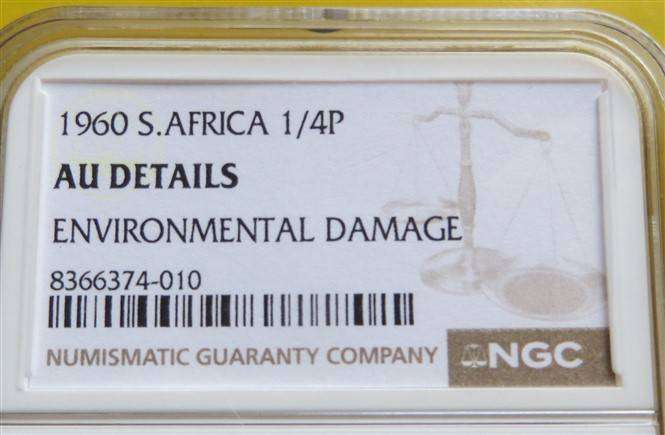 1960 S.AFRICA 1/4P
AU DETAILS
ENVIRONMENTAL DAMAGE
8366374-010
NUMISMATIC GUARANTY COMPANY NGC